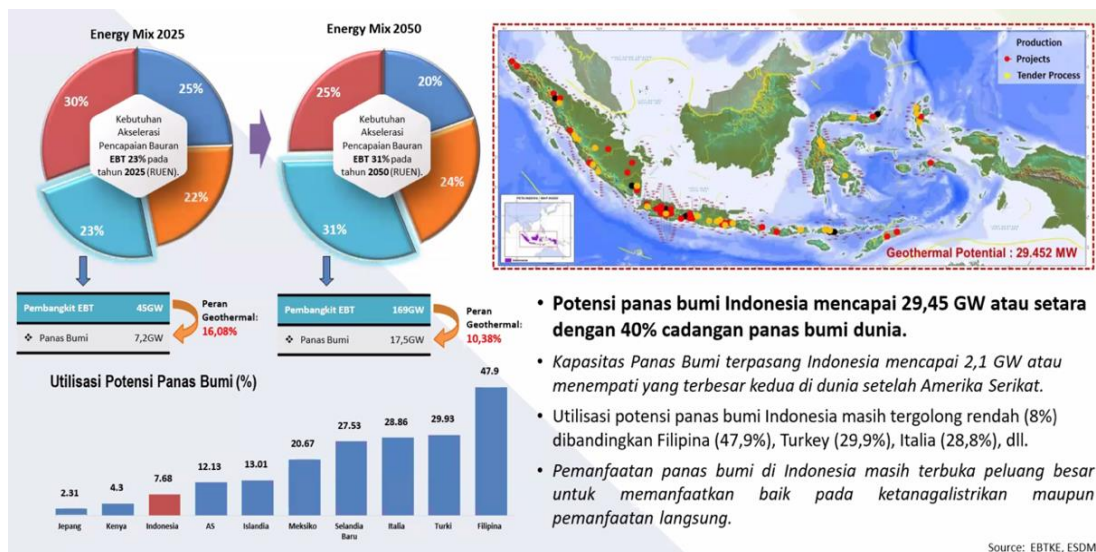 Energy Mix 2025
30%
25%
22%
23%
Kebutuhan
Akselerasi
Pencapaian Bauran
EBT 23% pada
tahun 2025 (RUEN).
Energy Mix 2050
25%
20%
24%
31%
Kebutuhan
Akselerasi
Pencapaian Bauran
EBT 31% pada
tahun 2050 (RUEN).
Pembangkit EBT 45GW
❖ Panas Bumi 7,2GW
Peran
Geothermal:
16,08%
Pembangkit EBT 169GW
❖ Panas Bumi 17,5GW
Peran
Geothermal:
10,38%
Utilisasi Potensi Panas Bumi (%)
2.31
4.3
7.68
12.13
13.01
20.67
27.53
28.86
29.93
47.9
Jepang
Kenya
Indonesia
AS
Islandia
Meksiko
Selandia
Baru
Italia
Turki
Filipina
Production
Projects
Tender Process
Geothermal Potential : 29.452 MW
• Potensi panas bumi Indonesia mencapai 29,45 GW atau setara
dengan 40% cadangan panas bumi dunia.
• Kapasitas Panas Bumi terpasang Indonesia mencapai 2,1 GW atau
menempati yang terbesar kedua di dunia setelah Amerika Serikat.
• Utilisasi potensi panas bumi Indonesia masih tergolong rendah (8%)
dibandingkan Filipina (47,9%), Turkey (29,9%), Italia (28,8%), dll.
• Pemanfaatan panas bumi di Indonesia masih terbuka peluang besar
untuk memanfaatkan baik pada ketanagalistrikan maupun
pemanfaatan langsung.
Source: EBTKE, ESDM